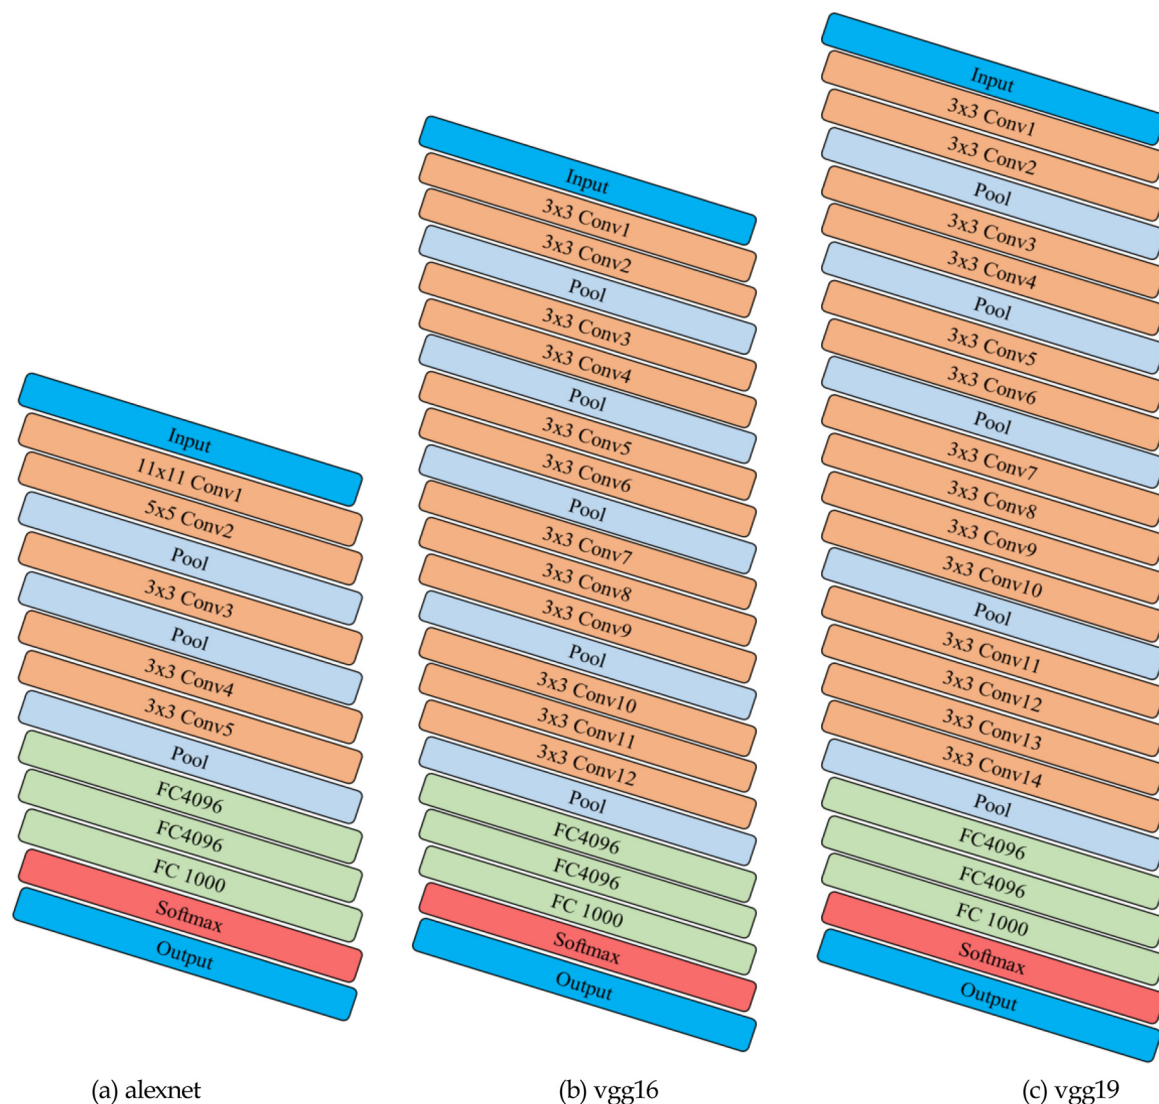 Input
11x11 Conv1
5x5 Conv2
Pool
3x3 Conv3
Pool
3x3 Conv4
3x3 Conv5
Pool
FC4096
FC4096
FC 1000
Softmax
Output
(a) alexnet
Input
3x3 Conv1
3x3 Conv2
Pool
3x3 Conv3
3x3 Conv4
Pool
3x3 Conv5
3x3 Conv6
Pool
3x3 Conv7
3x3 Conv8
3x3 Conv9
Pool
3x3 Conv10
3x3 Conv11
3x3 Conv12
Pool
FC4096
FC4096
FC 1000
Softmax
Output
(b) vgg16
Input
3x3 Conv1
3x3 Conv2
Pool
3x3 Conv3
3x3 Conv4
Pool
3x3 Conv5
3x3 Conv6
Pool
3x3 Conv7
3x3 Conv8
3x3 Conv9
3x3 Conv10
Pool
3x3 Conv11
3x3 Conv12
3x3 Conv13
3x3 Conv14
Pool
FC4096
FC4096
FC 1000
Softmax
Output
(c) vgg19